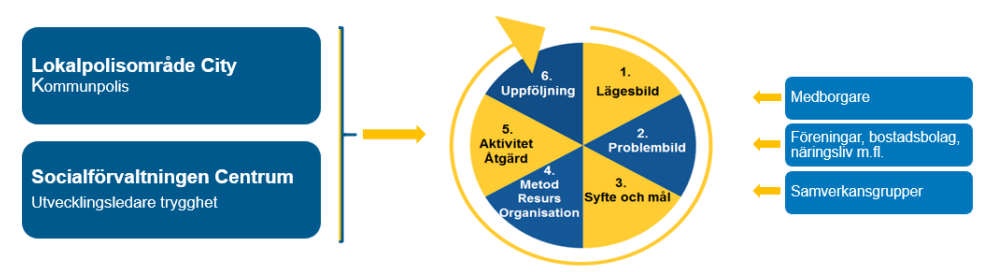 Lokalpolisområde City
Kommunpolis
Socialförvaltningen Centrum
Utvecklingsledare trygghet
1.
Lägesbild
2.
Problembild
3.
Syfte och mål
4.
Metod
Resurs
Organisation
5.
Aktivitet
Åtgärd
6.
Uppföljning
Medborgare
Föreningar, bostadsbolag,
näringsliv m.fl.
Samverkansgrupper